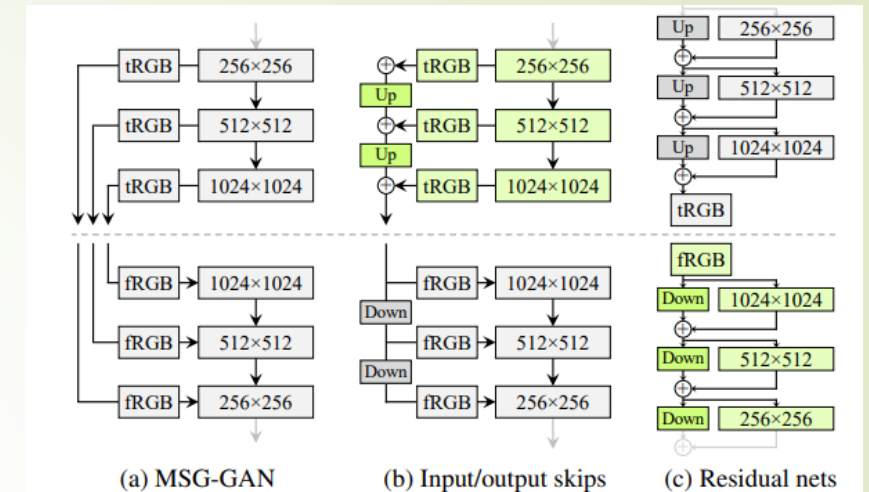 tRGB 256×256
tRGB 512×512
tRGB 1024×1024
fRGB 1024×1024
fRGB 512×512
fRGB 256×256
(a) MSG-GAN
tRGB 256×256
Up
tRGB 512×512
Up
tRGB 1024×1024
fRGB 1024×1024
Down
fRGB 512×512
Down
fRGB 256×256
(b) Input/output skips
Up 256×256
Up 512×512
Up 1024×1024
tRGB
fRGB
Down 1024×1024
Down 512×512
Down 256×256
(c) Residual nets